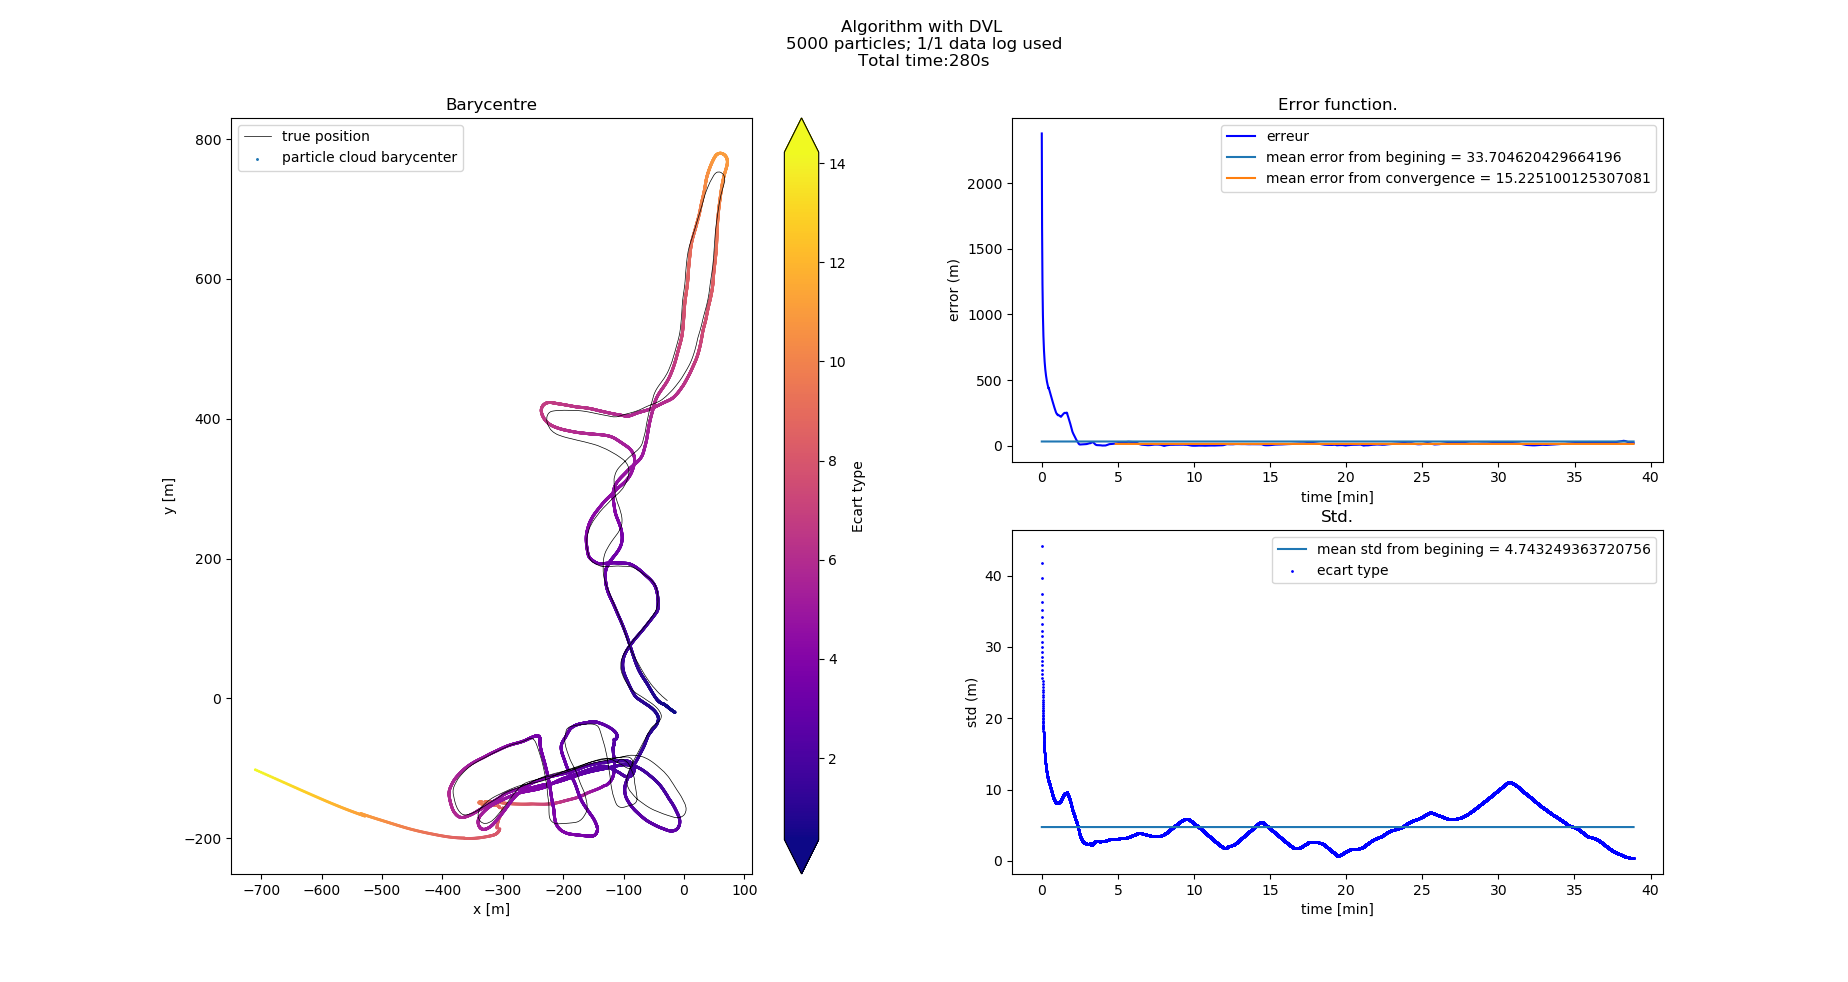 Algorithm with DVL
5000 particles; 1/1 data log used
Total time:280s
Barycentre
true position
particle cloud barycenter
800
600
400
200
0
−200
y [m]
−700
−600
−500
−400
−300
−200
−100
0
100
x [m]
14
12
10
8
6
4
2
Ecart type
Error function.
erreur
mean error from begining = 33.704620429664196
mean error from convergence = 15.225100125307081
2000
1500
1000
500
0
error (m)
0
5
10
15
20
25
30
35
40
time [min]
Std.
mean std from begining = 4.743249363720756
ecart type
40
30
20
10
0
std (m)
0
5
10
15
20
25
30
35
40
time [min]